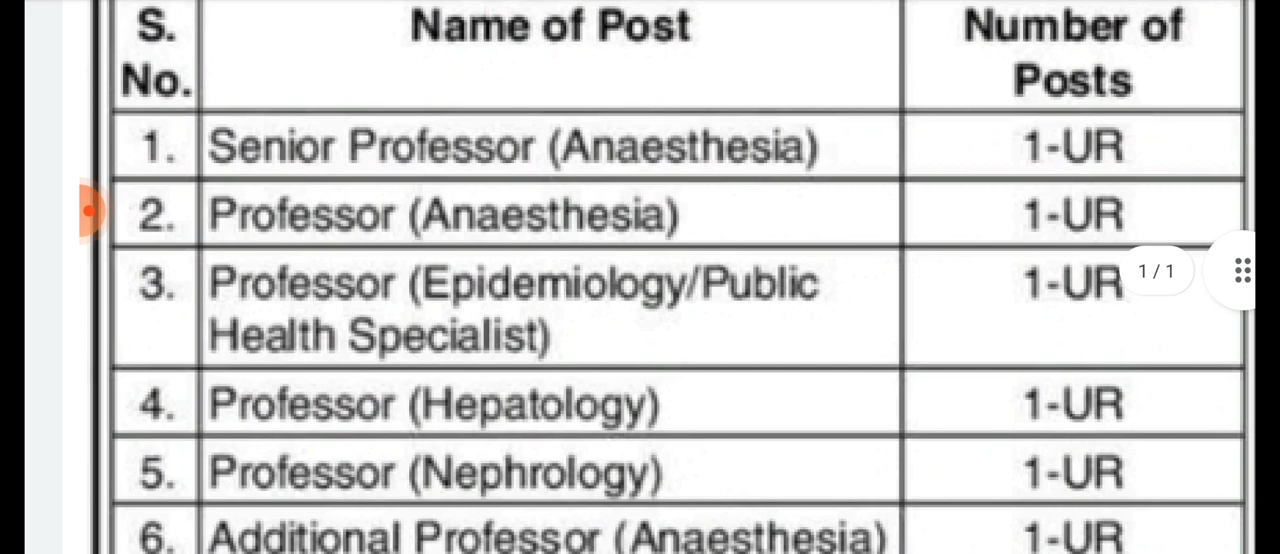 S. No. Name of Post Number of Posts
1. Senior Professor (Anaesthesia) 1-UR
2. Professor (Anaesthesia) 1-UR
3. Professor (Epidemiology/Public 1-UR
Health Specialist)
1 / 1
4. Professor (Hepatology) 1-UR
5. Professor (Nephrology) 1-UR
6. Additional Professor (Anaesthesia) 1-UR